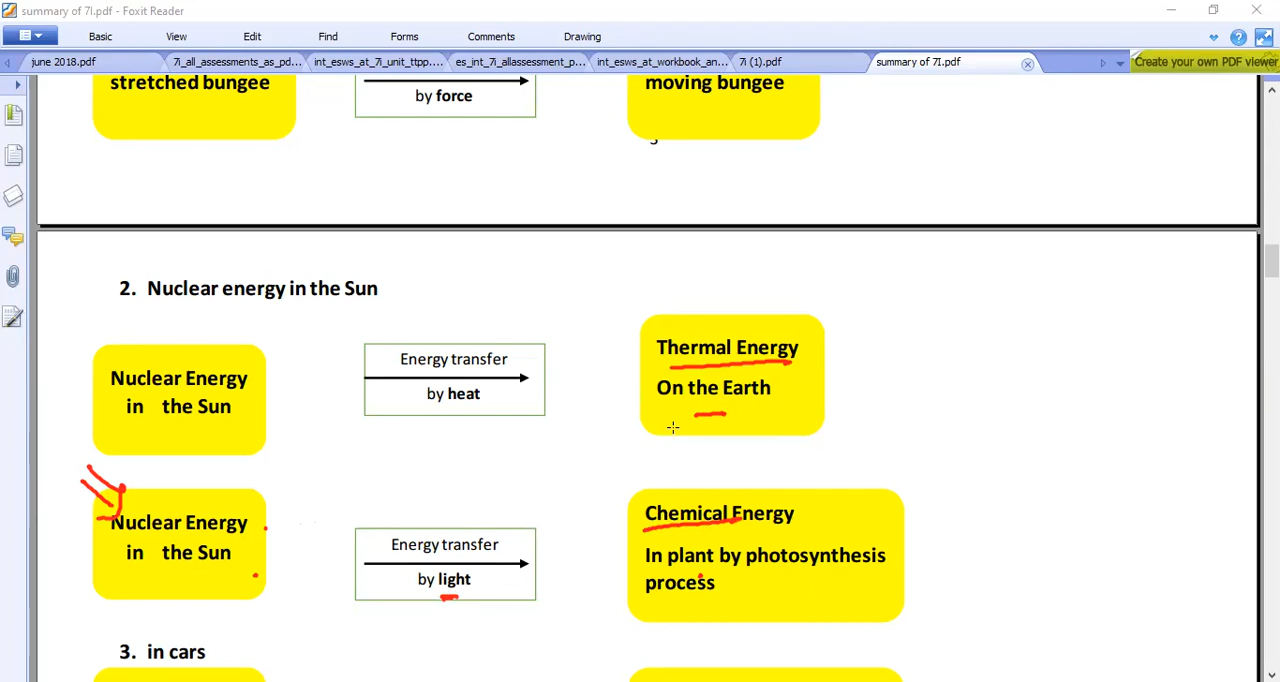 summary of 7I.pdf - Foxit Reader
Basic View Edit Find Forms Comments Drawing
june 2018.pdf 7i_all_assessments_as_pd... int_esws_at_7i_unit_ttpp.... es_int_7i_allassessment_p... int_esws_at_workbook_an... 7i (1).pdf summary of 7I.pdf Create your own PDF viewer
stretched bungee
by force
moving bungee
2. Nuclear energy in the Sun
Nuclear Energy
in the Sun
Energy transfer
by heat
Thermal Energy
On the Earth
Nuclear Energy
in the Sun
Energy transfer
by light
Chemical Energy
In plant by photosynthesis
process
3. in cars